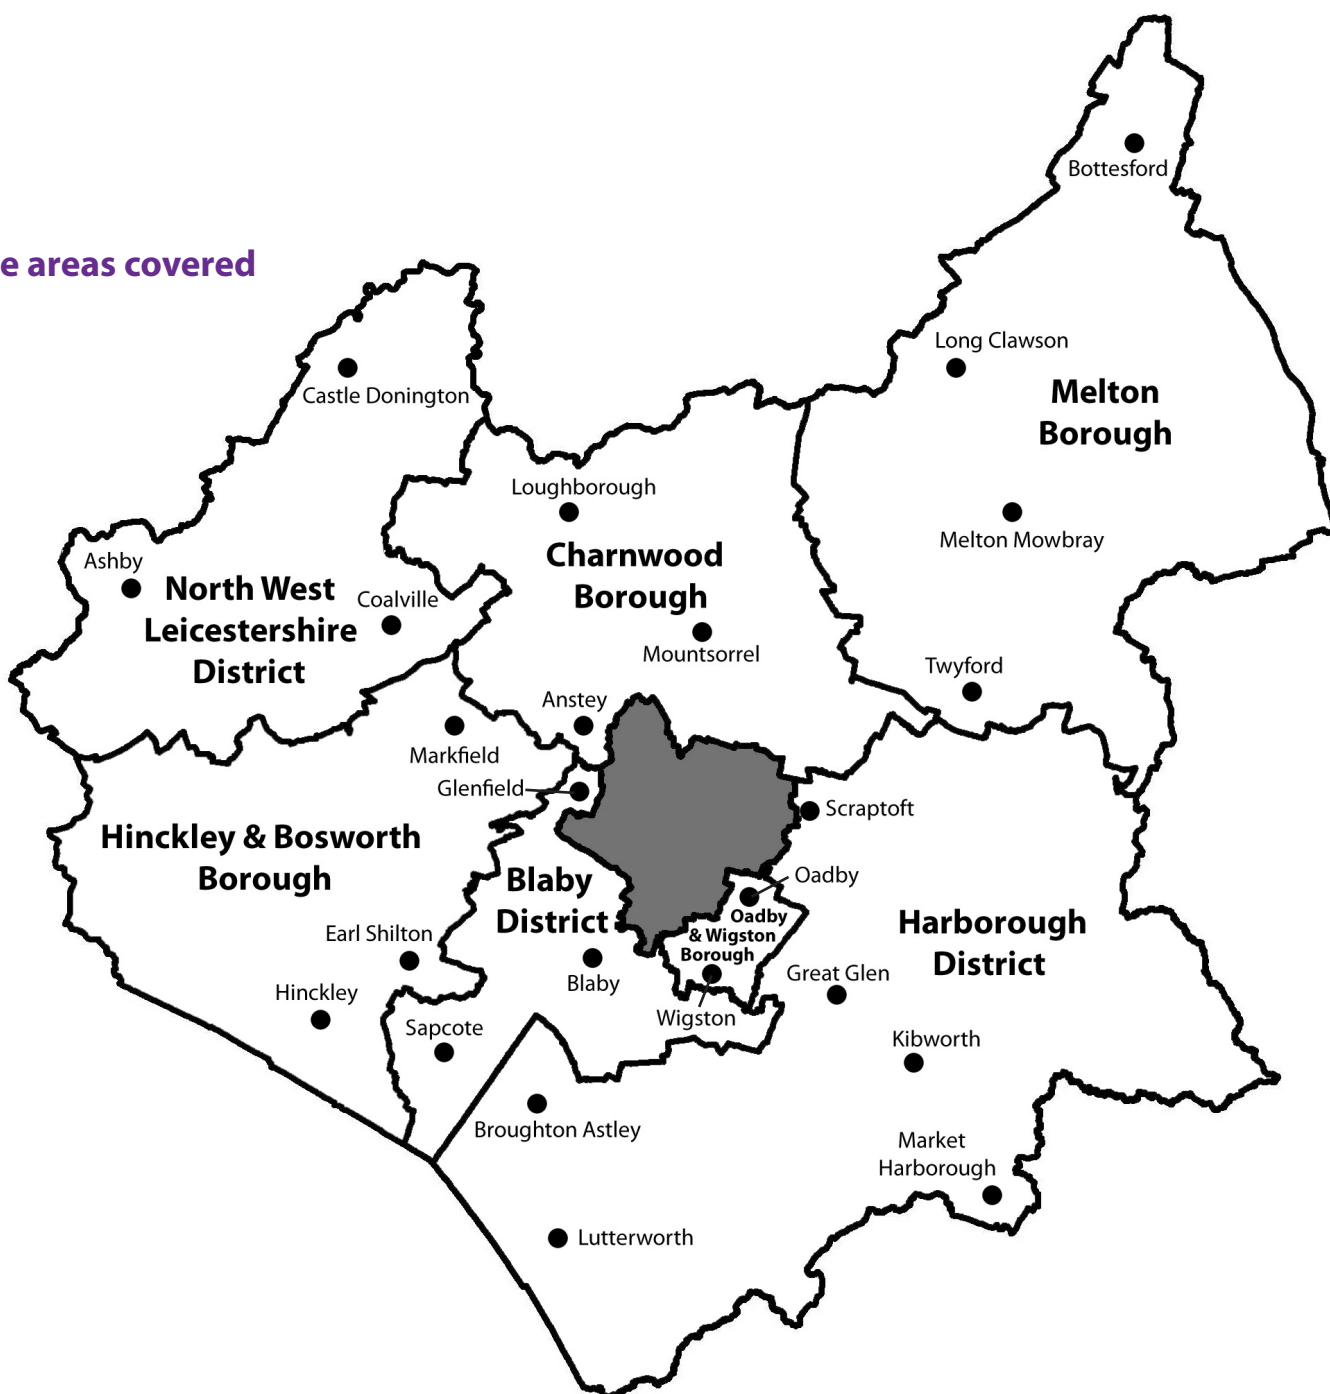 e areas covered
Bottesford
Long Clawson
Melton
Borough
Castle Donington
Loughborough
Melton Mowbray
Charnwood
Borough
Ashby
North West
Leicestershire
District
Coalville
Mountsorrel
Twyford
Anstey
Markfield
Glenfield
Scraptoft
Hinckley & Bosworth
Borough
Blaby
District
Oadby
Oadby
& Wigston
Borough
Harborough
District
Earl Shilton
Blaby
Great Glen
Hinckley
Sapcote
Wigston
Kibworth
Broughton Astley
Market
Harborough
Lutterworth